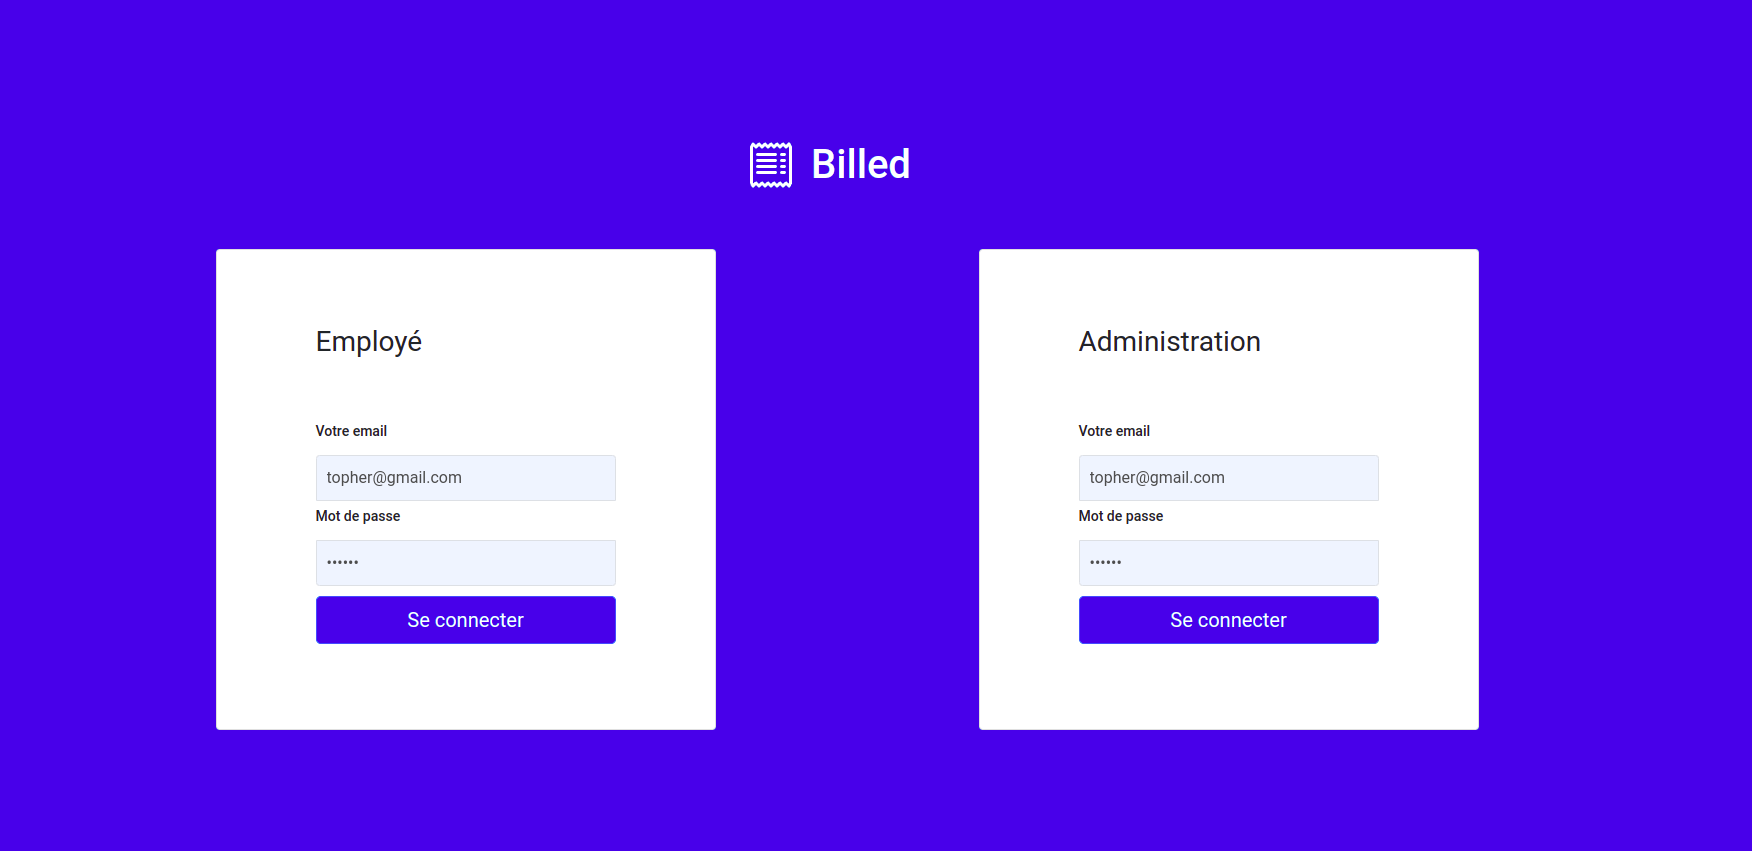 Billed
Employé
Votre email
topher@gmail.com
Mot de passe
••••••
Se connecter
Administration
Votre email
topher@gmail.com
Mot de passe
••••••
Se connecter